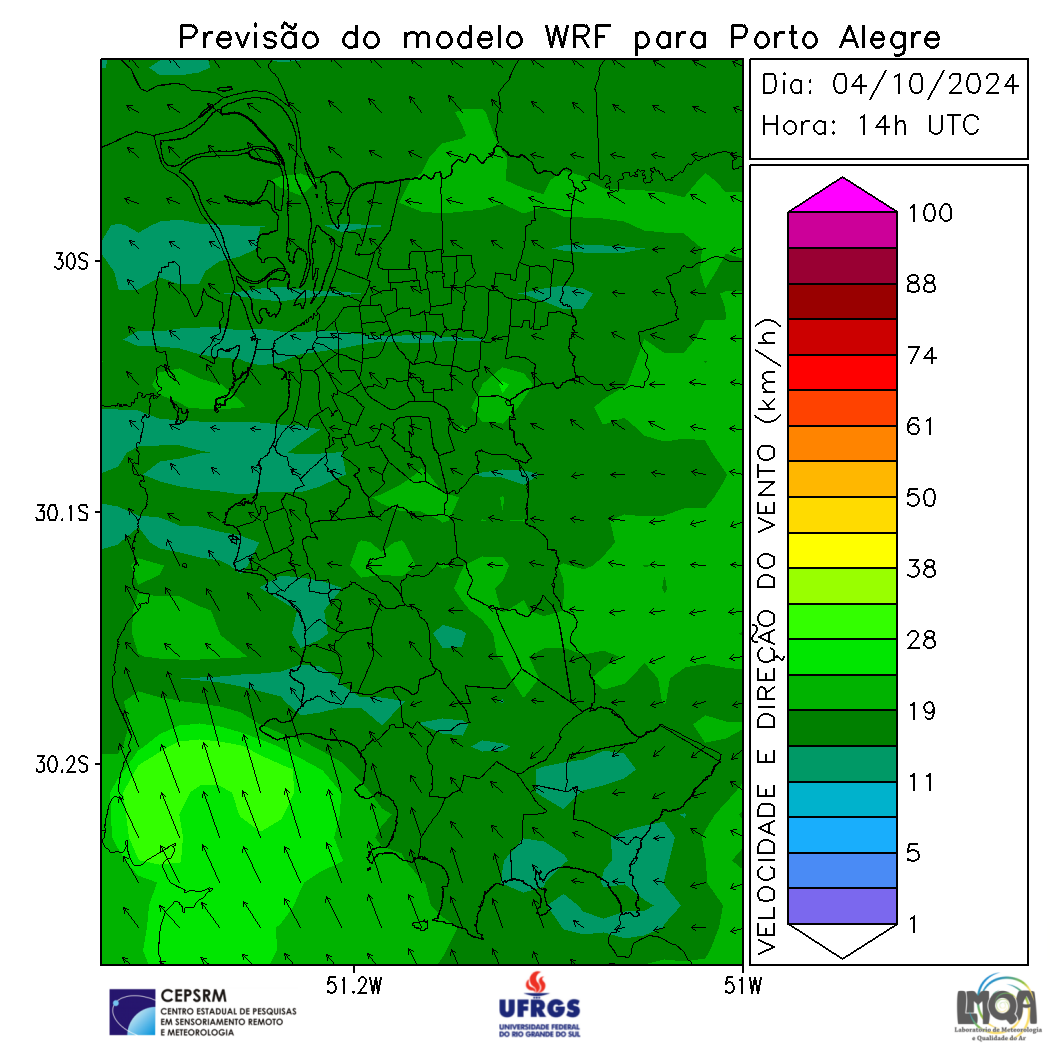 Previsão do modelo WRF para Porto Alegre
Dia: 04/10/2024
Hora: 14h UTC
30S
30.1S
30.2S
51.2W
51W
VELOCIDADE E DIREÇÃO DO VENTO (km/h)
100
88
74
61
50
38
28
19
11
5
1
CEPSRM
CENTRO ESTADUAL DE PESQUISAS
EM SENSORIAMENTO REMOTO
E METEOROLOGIA
UFRGS
UNIVERSIDADE FEDERAL
DO RIO GRANDE DO SUL
LMQA
Laboratório de Meteorologia
e Qualidade do Ar